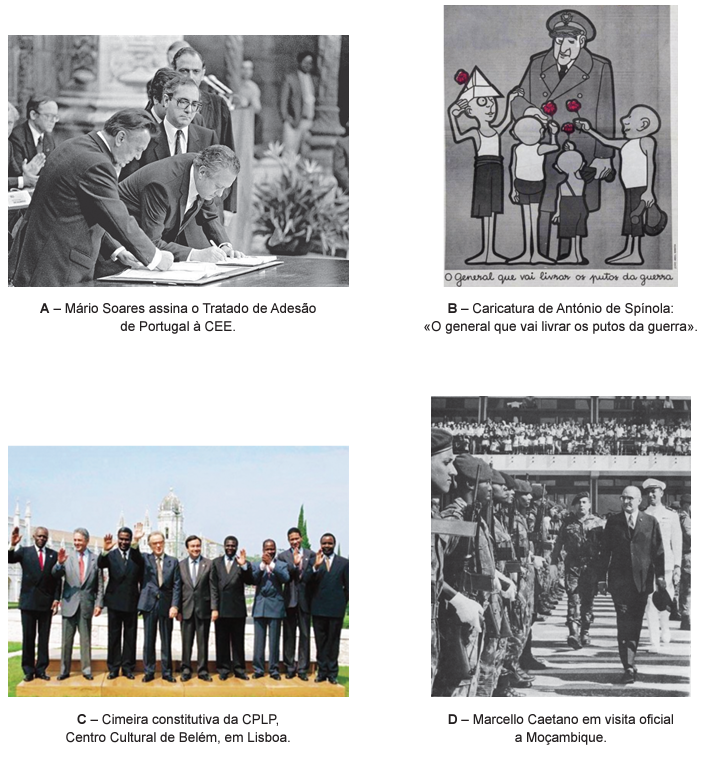 O General que vai livrar os putos da guerra
A – Mário Soares assina o Tratado de Adesão
de Portugal à CEE.
B – Caricatura de António de Spínola:
«O general que vai livrar os putos da guerra».
C – Cimeira constitutiva da CPLP,
Centro Cultural de Belém, em Lisboa.
D – Marcello Caetano em visita oficial
a Moçambique.